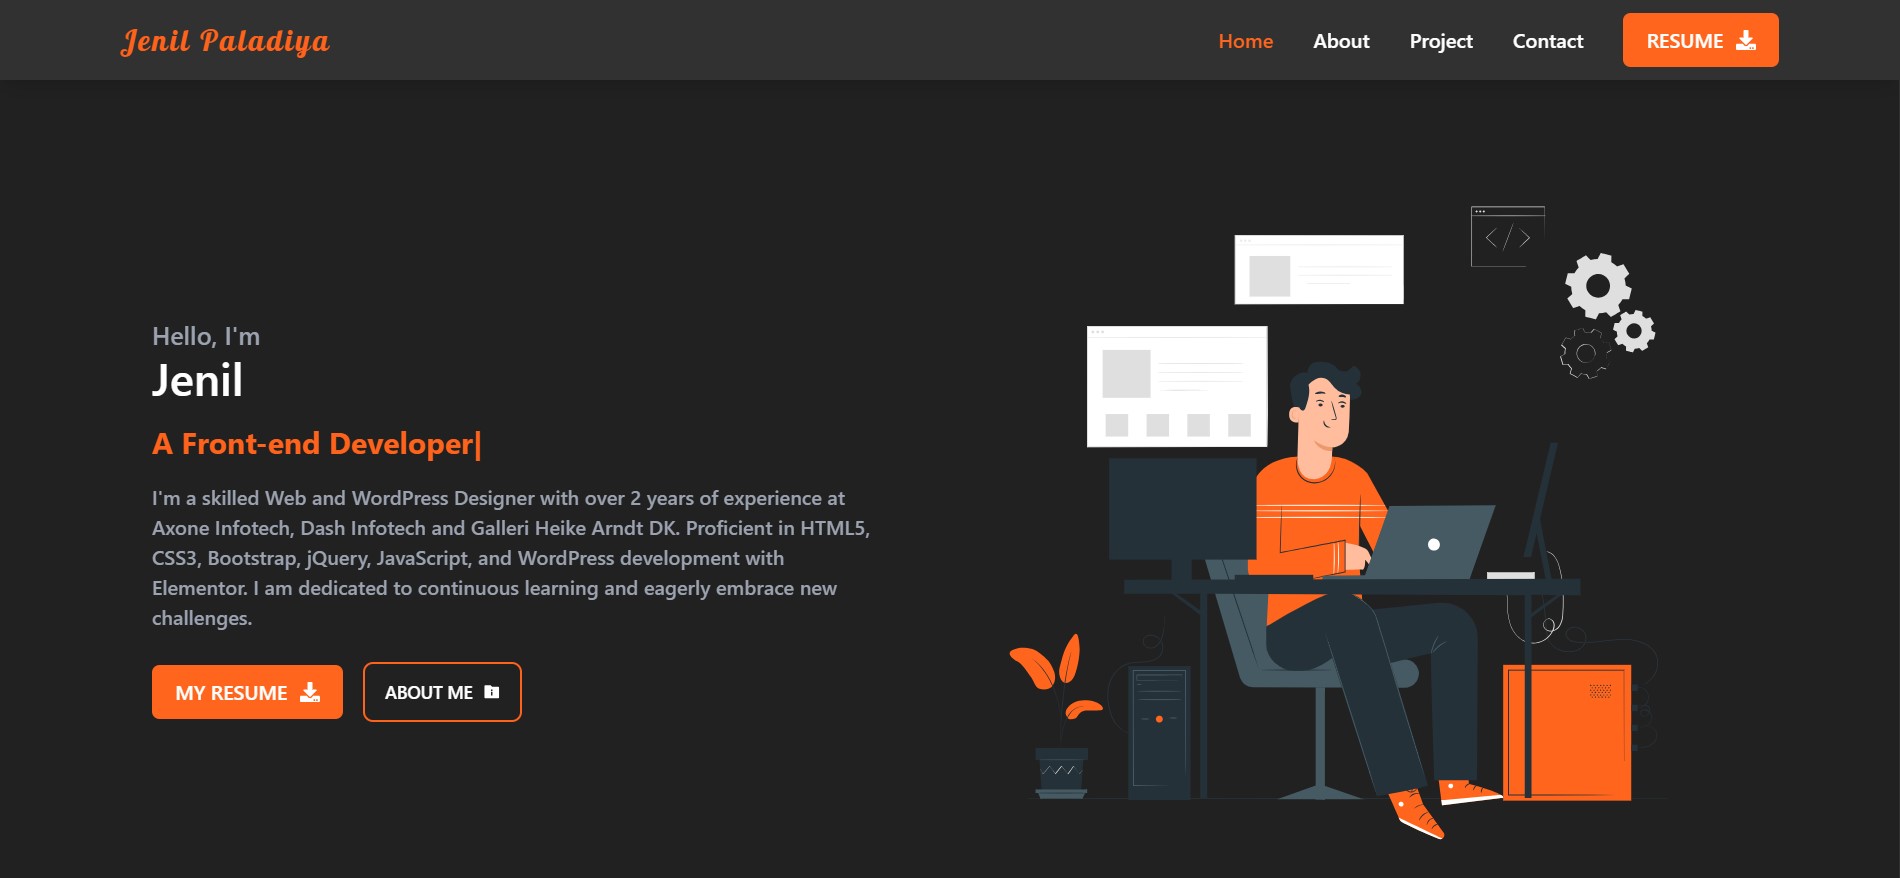 Jenil Paladiya
Home
About
Project
Contact
RESUME
Hello, I'm
Jenil
A Front-end Developer|
I'm a skilled Web and WordPress Designer with over 2 years of experience at
Axone Infotech, Dash Infotech and Galleri Heike Arndt DK. Proficient in HTML5,
CSS3, Bootstrap, jQuery, JavaScript, and WordPress development with
Elementor. I am dedicated to continuous learning and eagerly embrace new
challenges.
MY RESUME
ABOUT ME